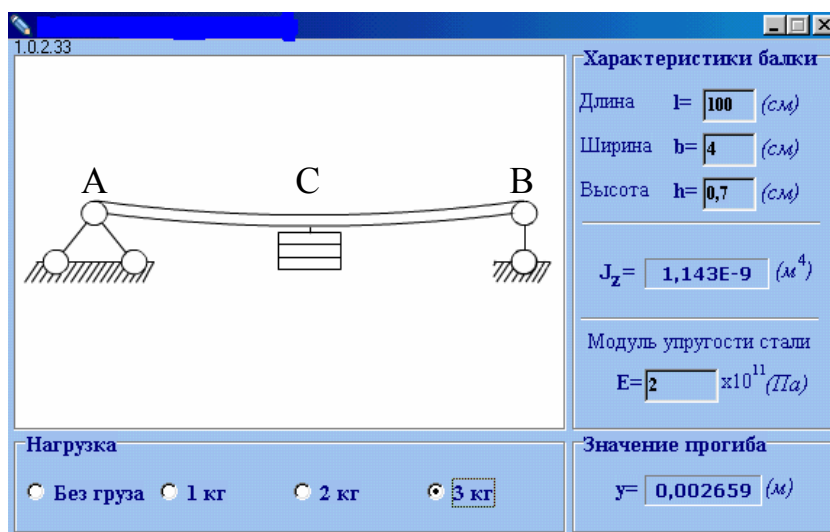 1.0.2.33
A C B
Характеристики балки
Длина l= 100 (см)
Ширина b= 4 (см)
Высота h= 0,7 (см)
Jz= 1,143E-9 (м⁴)
Модуль упругости стали
E= 2 x10¹¹(Па)
Нагрузка
Без груза 1 кг 2 кг 3 кг
Значение прогиба
y= 0,002659 (м)